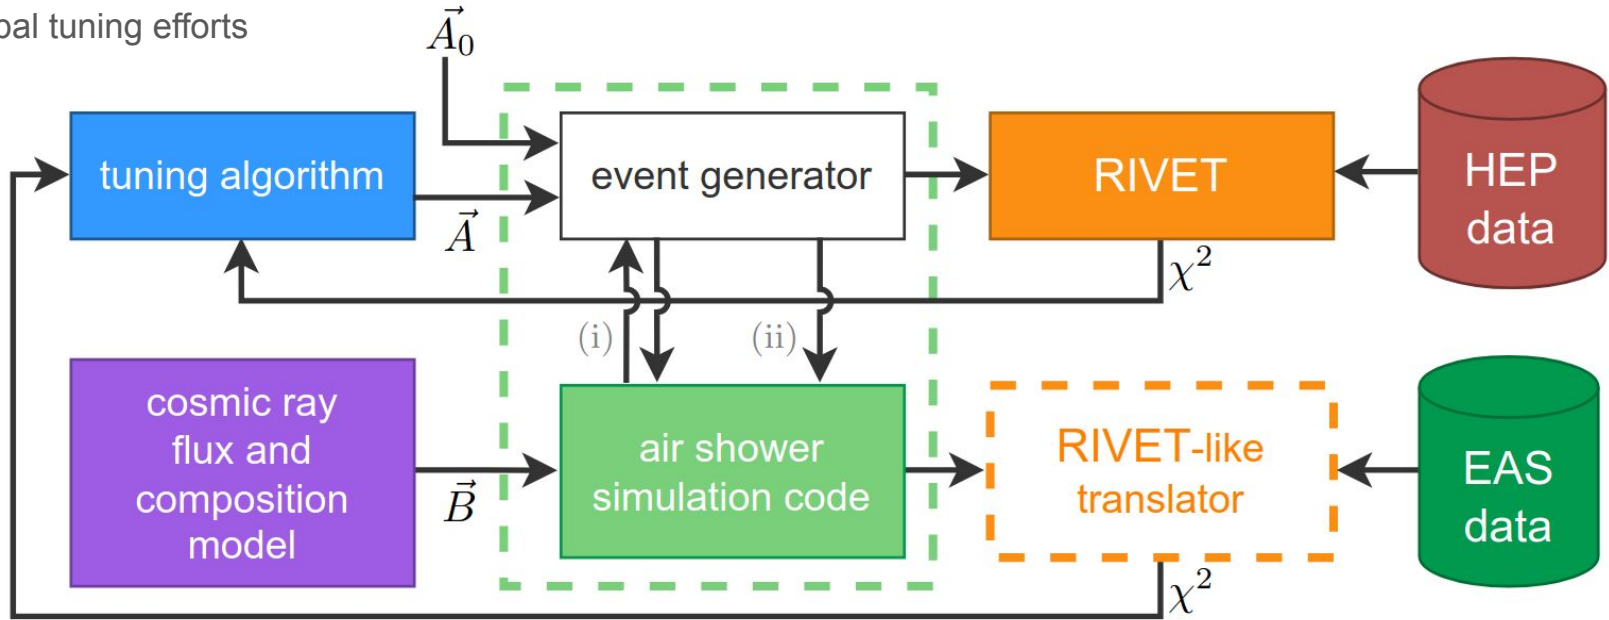 tuning efforts
A⃗₀
tuning algorithm
A⃗
event generator
RIVET
HEP
data
χ²
(i)
(ii)
cosmic ray
flux and
composition
model
B⃗
air shower
simulation code
RIVET-like
translator
EAS
data
χ²